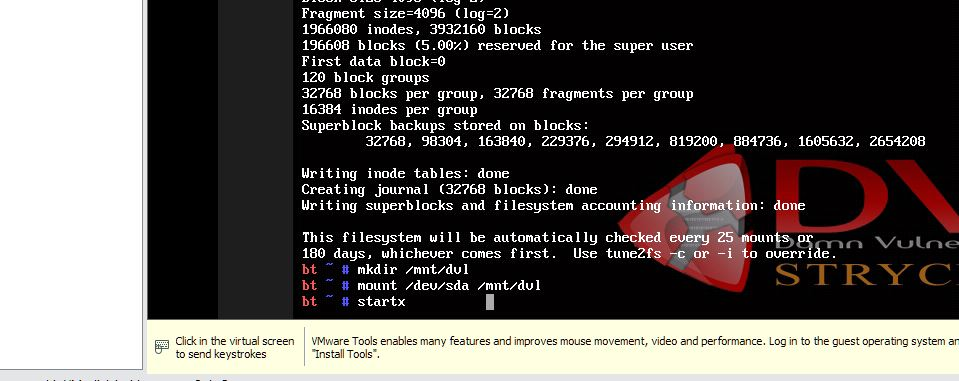 Fragment size=4096 (log=2)
1966080 inodes, 3932160 blocks
196608 blocks (5.00%) reserved for the super user
First data block=0
120 block groups
32768 blocks per group, 32768 fragments per group
16384 inodes per group
Superblock backups stored on blocks:
32768, 98304, 163840, 229376, 294912, 819200, 884736, 1605632, 2654208
Writing inode tables: done
Creating journal (32768 blocks): done
Writing superblocks and filesystem accounting information: done
DV
This filesystem will be automatically checked every 25 mounts or
Damn Vulne
180 days, whichever comes first.  Use tune2fs -c or -i to override.
STRYC
bt ~ # mkdir /mnt/dvl
bt ~ # mount /dev/sda /mnt/dvl
bt ~ # startx
Click in the virtual screen
to send keystrokes
VMware Tools enables many features and improves mouse movement, video and performance. Log in to the guest operating system an
"Install Tools".